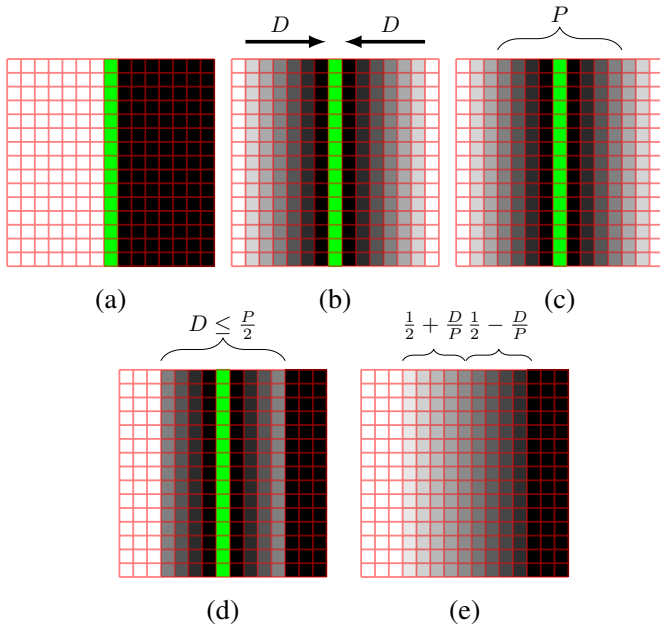 D D P
(a) (b) (c)
D ≤ P/2 1/2 + D/P 1/2 − D/P
(d) (e)